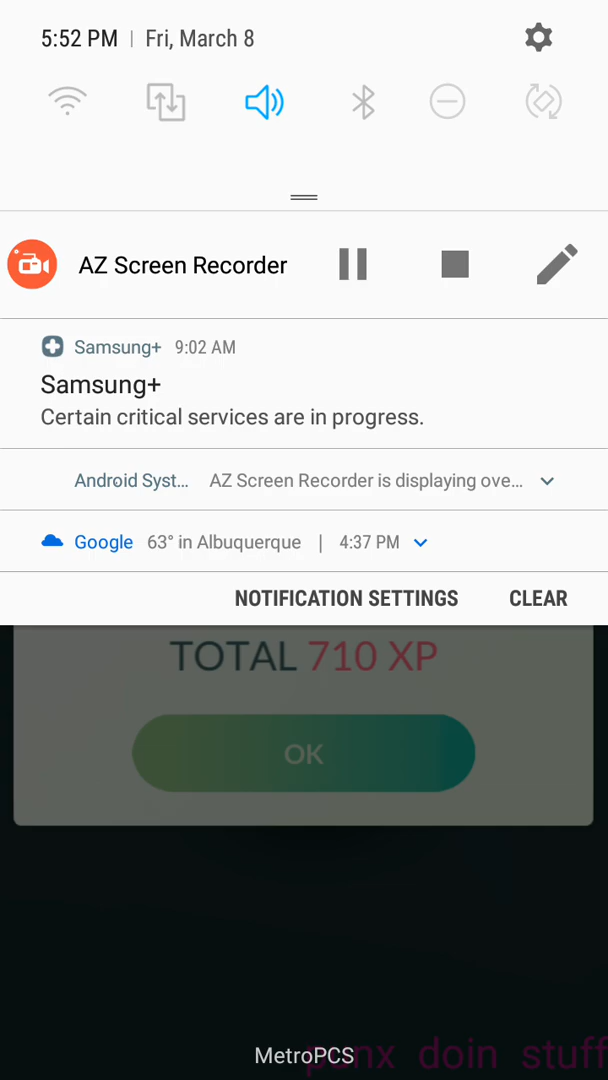 5:52 PM | Fri, March 8
AZ Screen Recorder
Samsung+ 9:02 AM
Samsung+
Certain critical services are in progress.
Android Syst... AZ Screen Recorder is displaying ove...
Google 63° in Albuquerque | 4:37 PM
NOTIFICATION SETTINGS CLEAR
TOTAL 710 XP
OK
MetroPCS
punx doin stuff